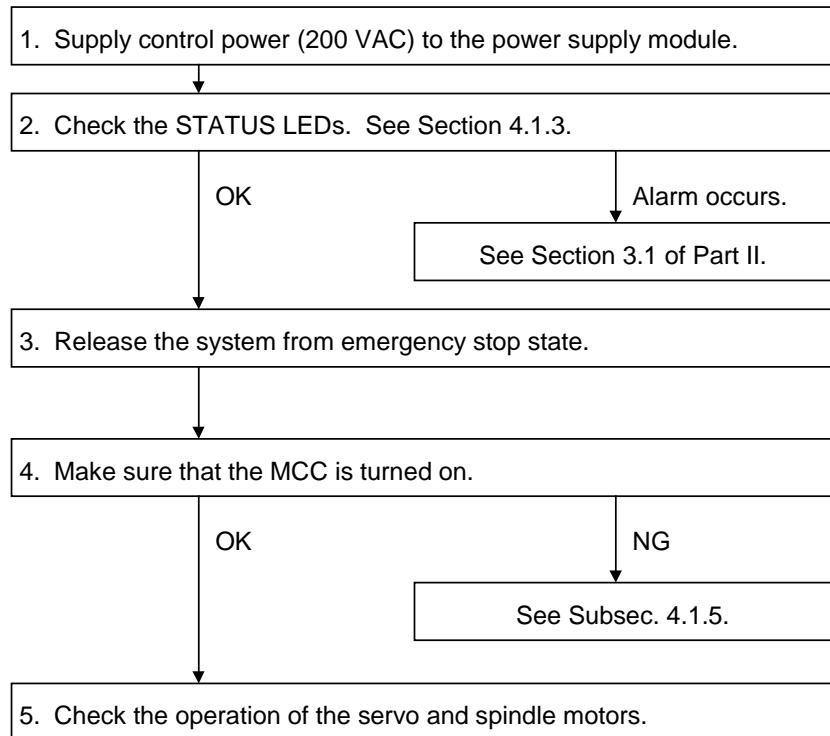 1. Supply control power (200 VAC) to the power supply module.
2. Check the STATUS LEDs. See Section 4.1.3.
OK
Alarm occurs.
See Section 3.1 of Part II.
3. Release the system from emergency stop state.
4. Make sure that the MCC is turned on.
OK
NG
See Subsec. 4.1.5.
5. Check the operation of the servo and spindle motors.